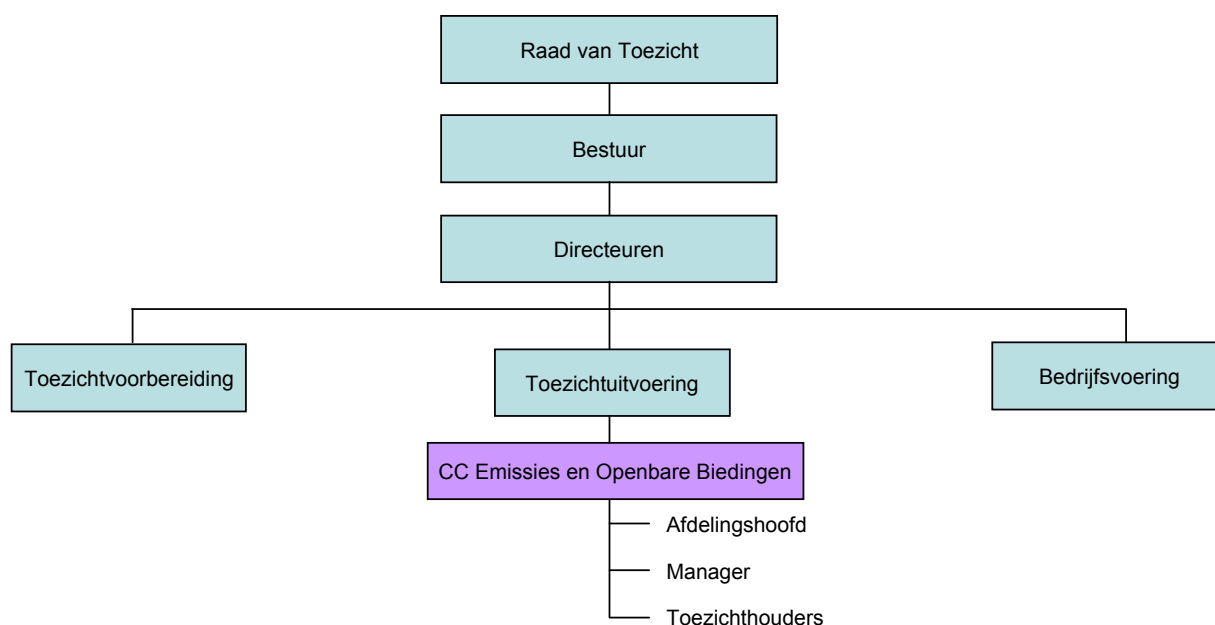 Raad van Toezicht
Bestuur
Directeuren
Toezichtvoorbereiding
Toezichtuitvoering
Bedrijfsvoering
CC Emissies en Openbare Biedingen
Afdelingshoofd
Manager
Toezichthouders